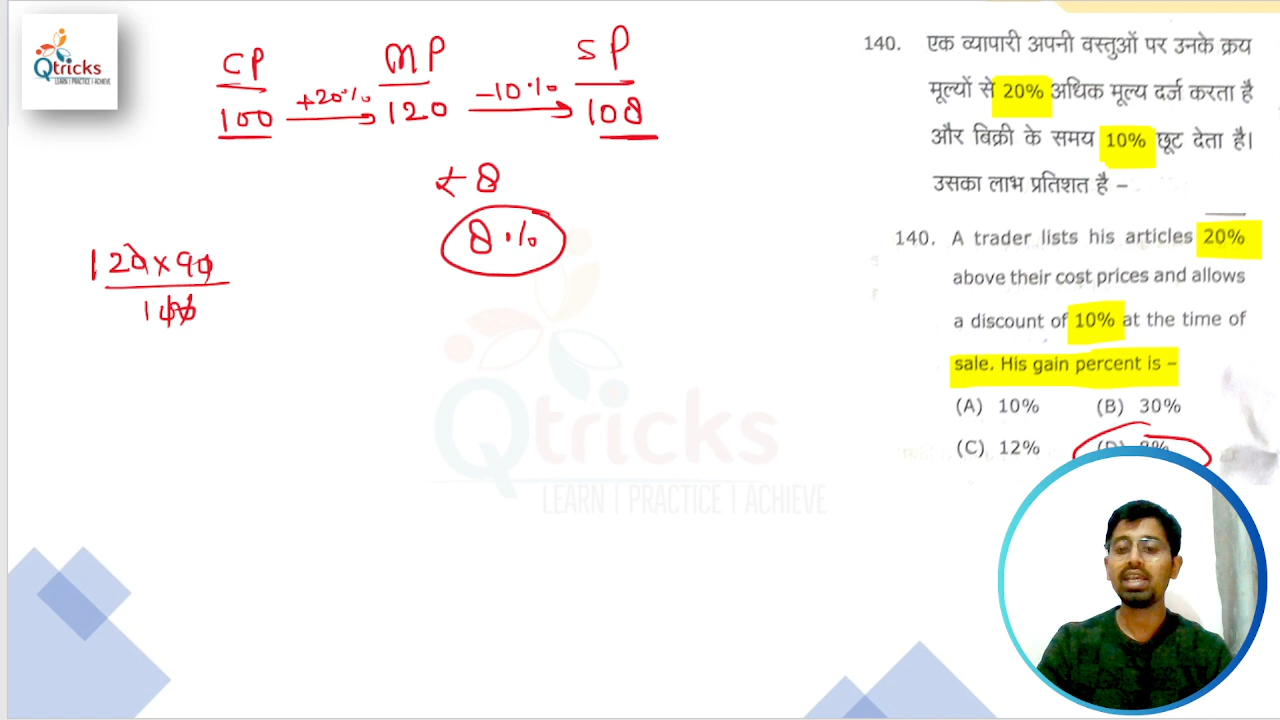 Qtricks
LEARN | PRACTICE | ACHIEVE
CP MP SP
100 +20% 120 -10% 108
₹ 8
8%
120 x 90
100
140. एक व्यापारी अपनी वस्तुओं पर उनके क्रय
मूल्यों से 20% अधिक मूल्य दर्ज करता है
और बिक्री के समय 10% छूट देता है।
उसका लाभ प्रतिशत है –
140. A trader lists his articles 20%
above their cost prices and allows
a discount of 10% at the time of
sale. His gain percent is –
(A) 10% (B) 30%
(C) 12% (D) 8%
Qtricks
LEARN | PRACTICE | ACHIEVE